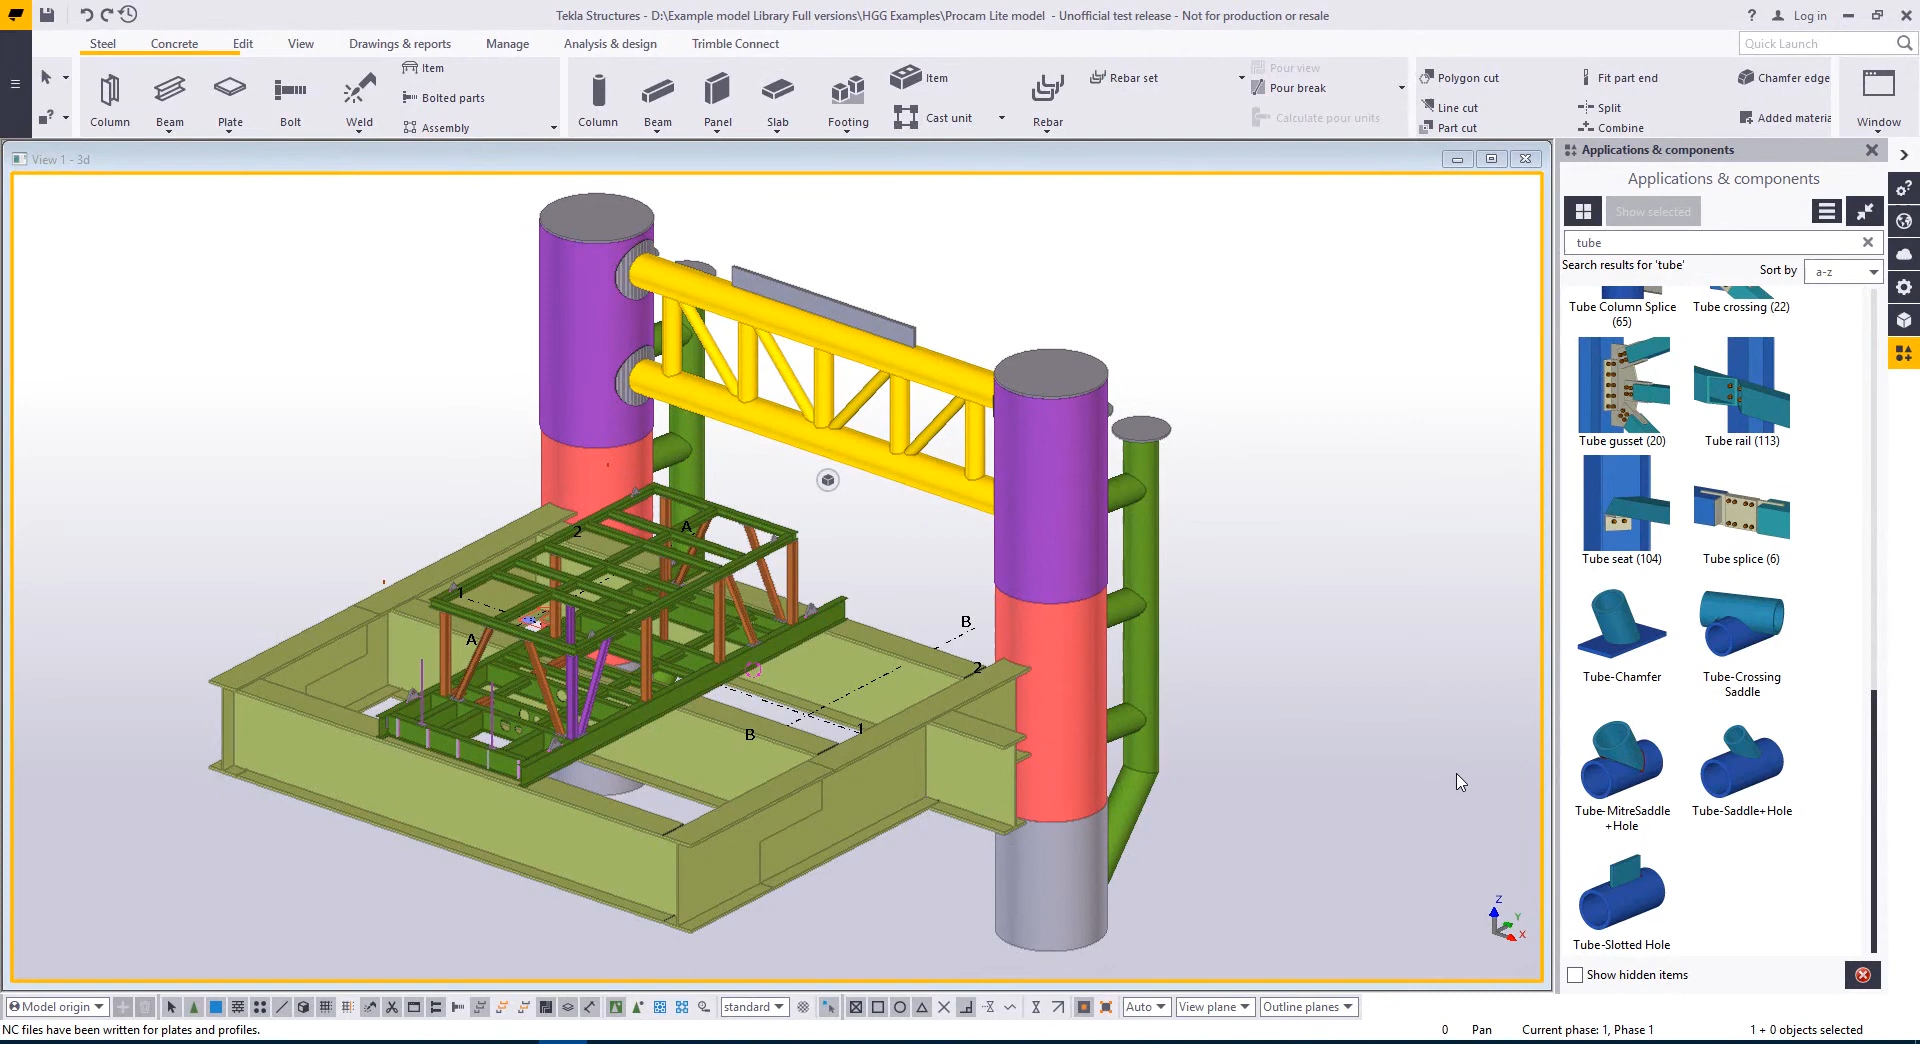 Tekla Structures - D:\Example model Library Full versions\HGG Examples\Procam Lite model - Unofficial test release - Not for production or resale
? Log in
Steel Concrete Edit View Drawings & reports Manage Analysis & design Trimble Connect
Quick Launch
Item
Item
Rebar set
Pour view
Polygon cut
Fit part end
Chamfer edge
Bolted parts
Pour break
Line cut
Split
Column Beam Plate Bolt Weld
Assembly
Column Beam Panel Slab Footing
Cast unit
Rebar
Calculate pour units
Part cut
Combine
Added materia
Window
View 1 - 3d
Applications & components
Applications & components
Show selected
tube
Search results for 'tube'
Sort by
a-z
Tube Column Splice (65)
Tube crossing (22)
Tube gusset (20)
Tube rail (113)
Tube seat (104)
Tube splice (6)
Tube-Chamfer
Tube-Crossing Saddle
Tube-MitreSaddle +Hole
Tube-Saddle+Hole
Tube-Slotted Hole
Show hidden items
2
A
1
A
B
2
1
B
Z
Y
X
Model origin
standard
Auto
View plane
Outline planes
NC files have been written for plates and profiles.
0
Pan
Current phase: 1, Phase 1
1 + 0 objects selected